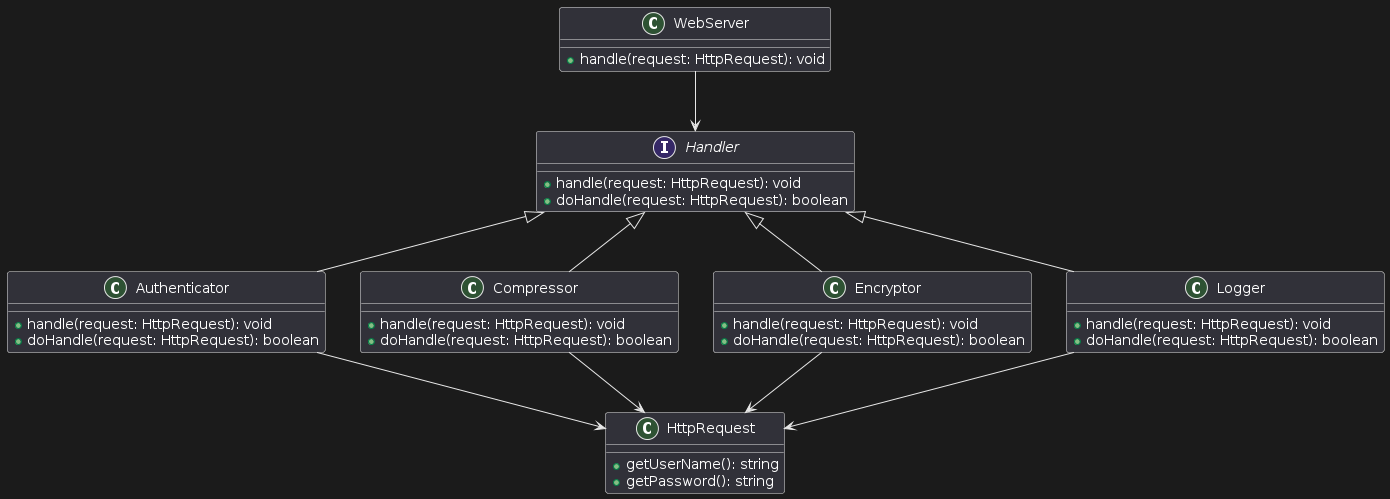 C WebServer
handle(request: HttpRequest): void
I Handler
handle(request: HttpRequest): void
doHandle(request: HttpRequest): boolean
C Authenticator
handle(request: HttpRequest): void
doHandle(request: HttpRequest): boolean
C Compressor
handle(request: HttpRequest): void
doHandle(request: HttpRequest): boolean
C Encryptor
handle(request: HttpRequest): void
doHandle(request: HttpRequest): boolean
C Logger
handle(request: HttpRequest): void
doHandle(request: HttpRequest): boolean
C HttpRequest
getUserName(): string
getPassword(): string